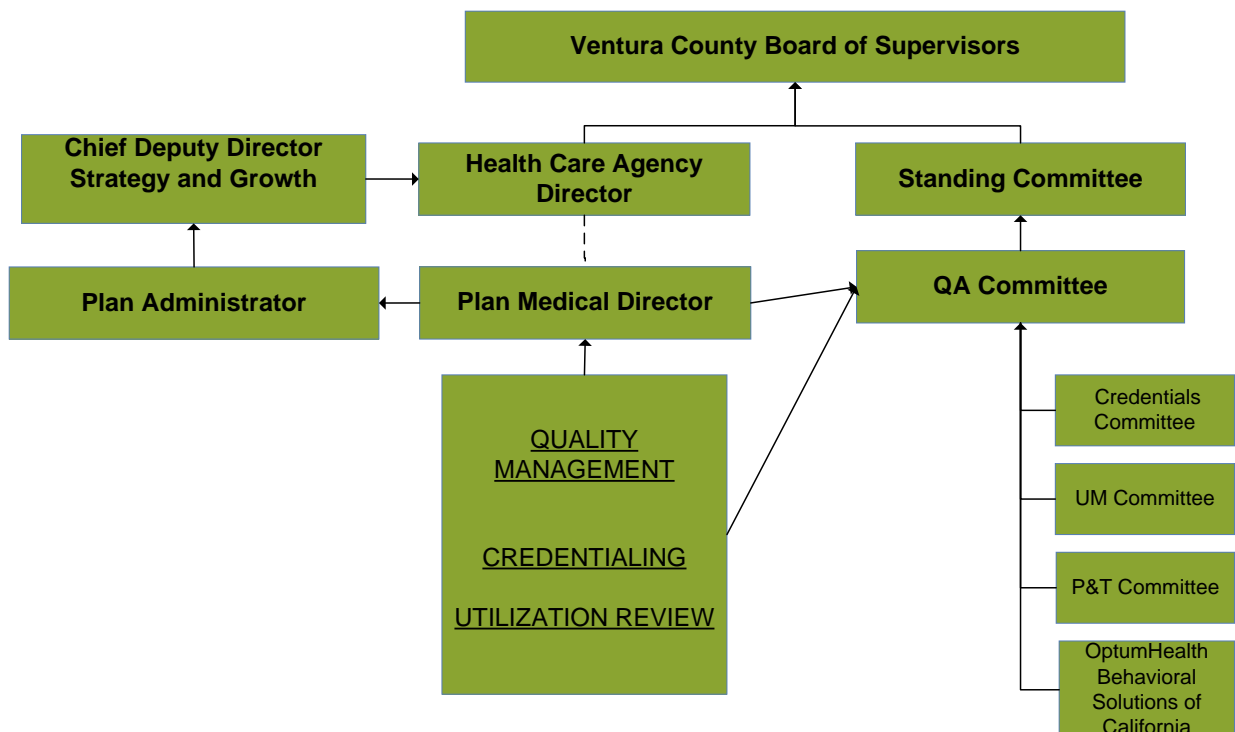 Ventura County Board of Supervisors
Chief Deputy Director
Strategy and Growth
Health Care Agency
Director
Standing Committee
Plan Administrator
Plan Medical Director
QA Committee
QUALITY
MANAGEMENT
CREDENTIALING
UTILIZATION REVIEW
Credentials
Committee
UM Committee
P&T Committee
OptumHealth
Behavioral
Solutions of
California